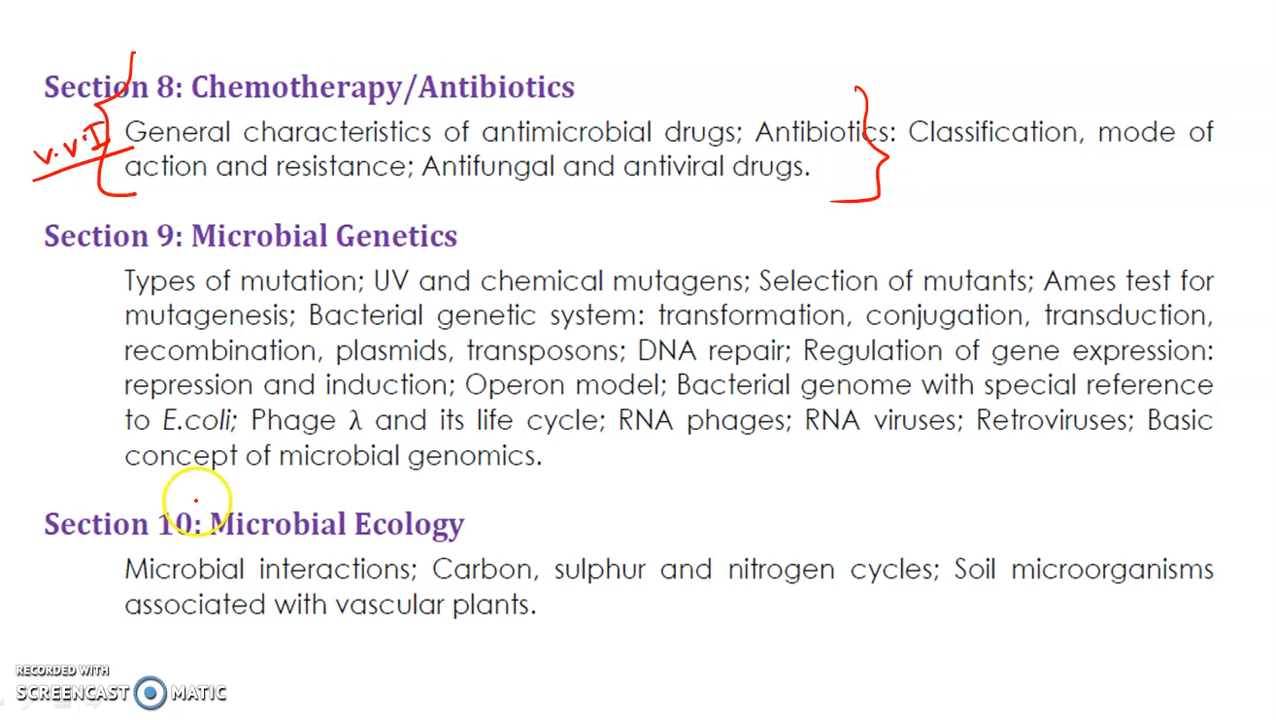 Section 8: Chemotherapy/Antibiotics
V.V.I
General characteristics of antimicrobial drugs; Antibiotics: Classification, mode of
action and resistance; Antifungal and antiviral drugs.
Section 9: Microbial Genetics
Types of mutation; UV and chemical mutagens; Selection of mutants; Ames test for
mutagenesis; Bacterial genetic system: transformation, conjugation, transduction,
recombination, plasmids, transposons; DNA repair; Regulation of gene expression:
repression and induction; Operon model; Bacterial genome with special reference
to E.coli; Phage λ and its life cycle; RNA phages; RNA viruses; Retroviruses; Basic
concept of microbial genomics.
Section 10: Microbial Ecology
Microbial interactions; Carbon, sulphur and nitrogen cycles; Soil microorganisms
associated with vascular plants.
RECORDED WITH
SCREENCAST MATIC